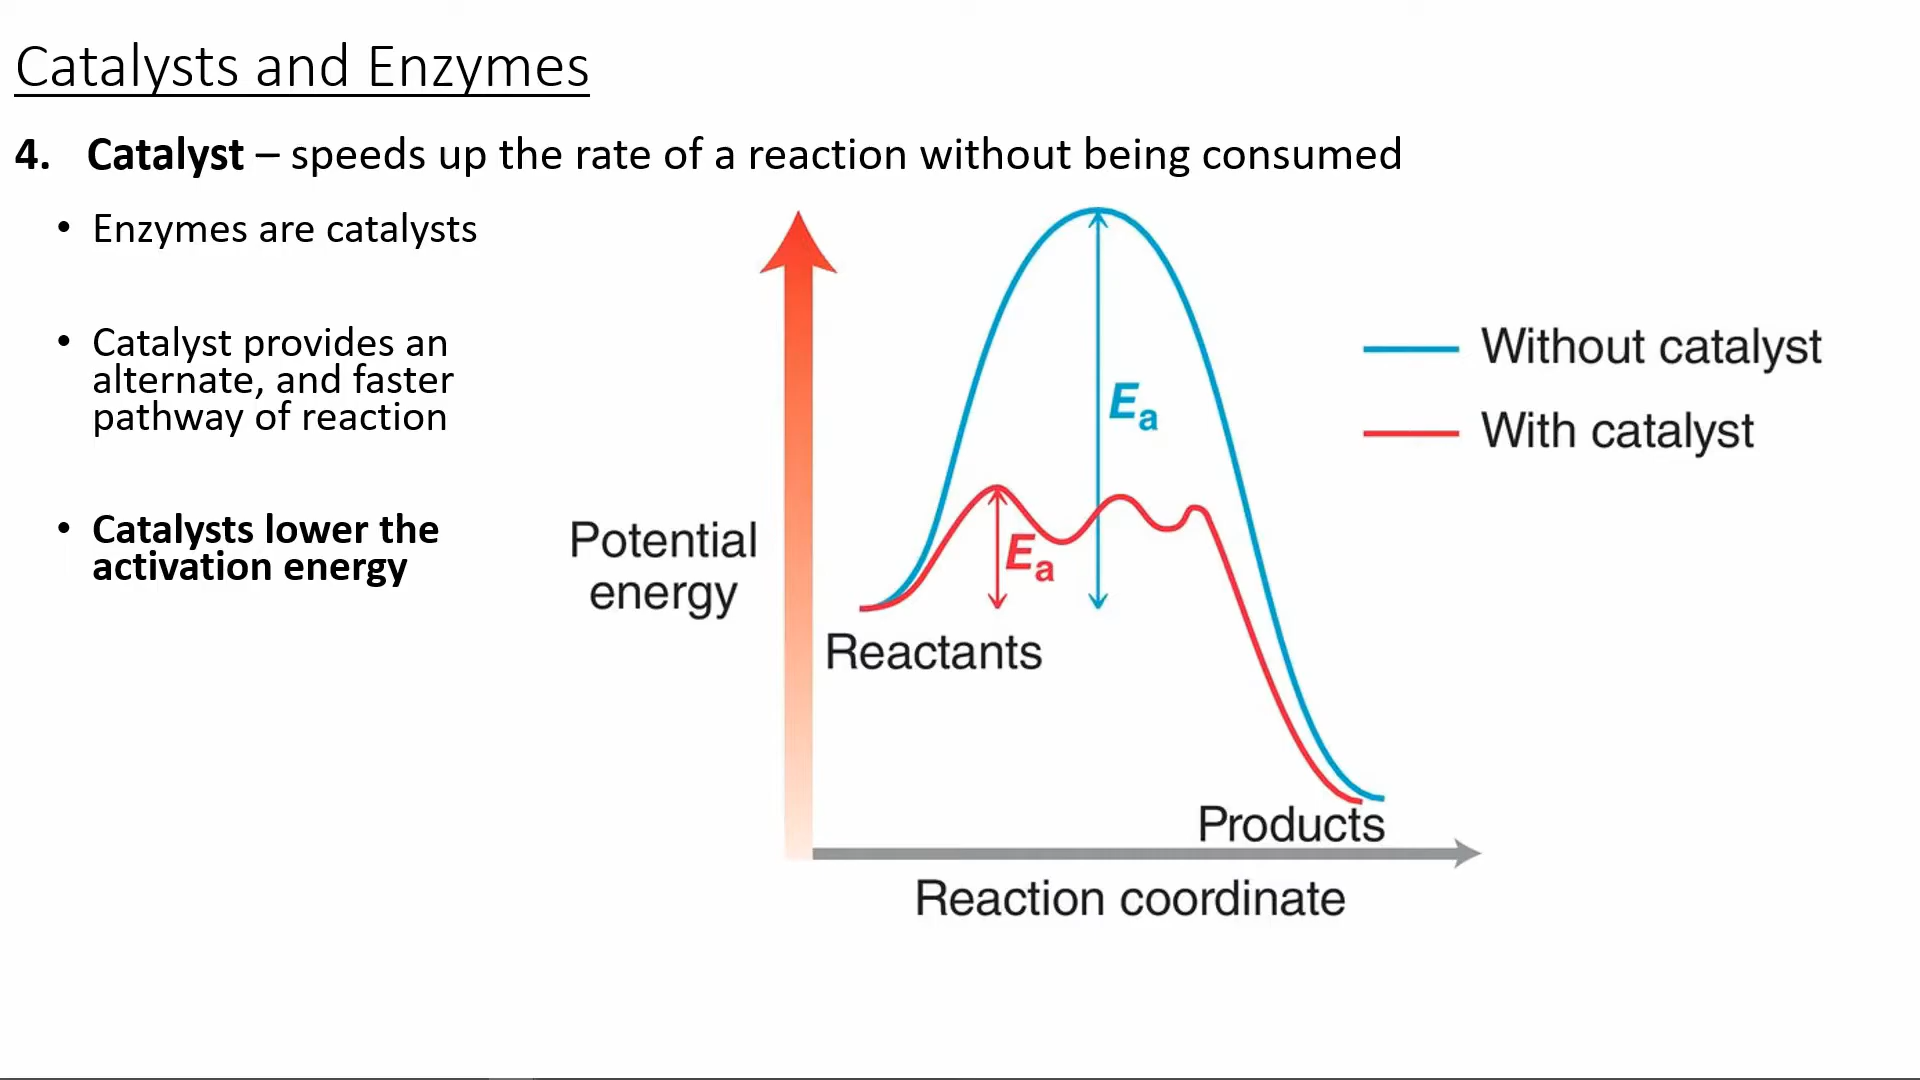 Catalysts and Enzymes
4. Catalyst – speeds up the rate of a reaction without being consumed
• Enzymes are catalysts
• Catalyst provides an
alternate, and faster
pathway of reaction
• Catalysts lower the
activation energy
Potential
energy
Ea
Ea
Reactants
Products
Reaction coordinate
Without catalyst
With catalyst